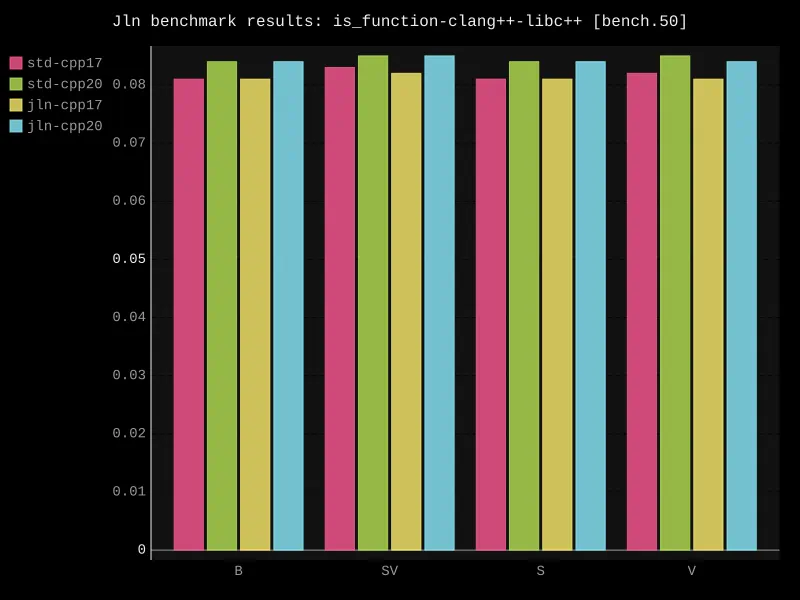 Jln benchmark results: is_function-clang++-libc++ [bench.50]
std-cpp17
std-cpp20
jln-cpp17
jln-cpp20
0.08
0.07
0.06
0.05
0.04
0.03
0.02
0.01
0
B SV S V